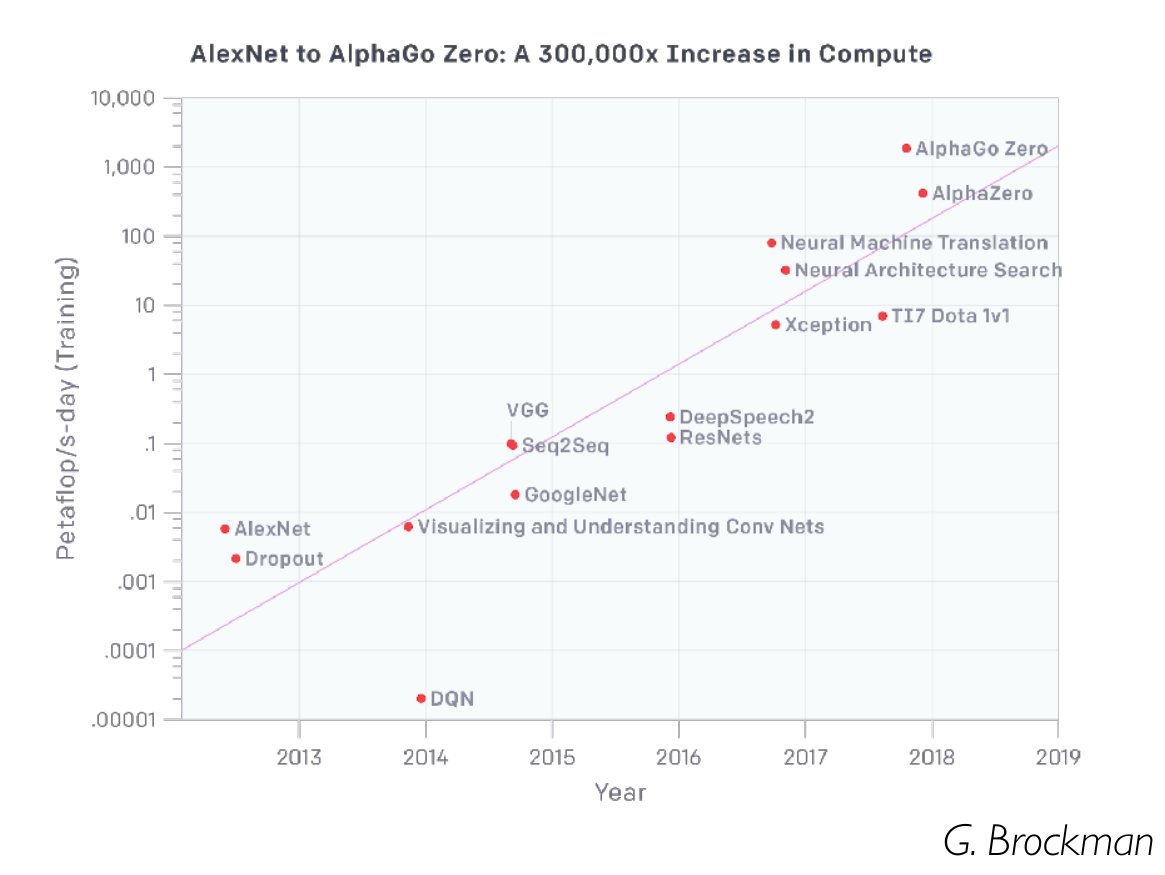 AlexNet to AlphaGo Zero: A 300,000x Increase in Compute
10,000
1,000
100
10
1
.1
.01
.001
.0001
.00001
Petaflop/s-day (Training)
AlphaGo Zero
AlphaZero
Neural Machine Translation
Neural Architecture Search
TI7 Dota 1v1
Xception
VGG
DeepSpeech2
ResNets
Seq2Seq
GoogleNet
Visualizing and Understanding Conv Nets
AlexNet
Dropout
DQN
2013 2014 2015 2016 2017 2018 2019
Year
G. Brockman